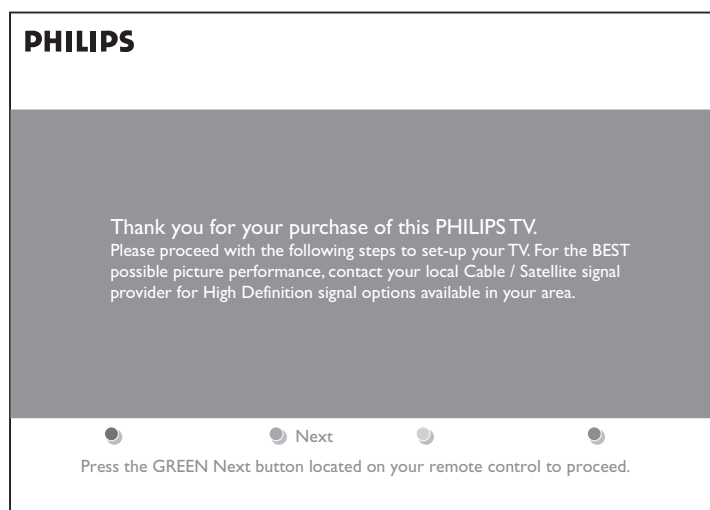 PHILIPS
Thank you for your purchase of this PHILIPS TV.
Please proceed with the following steps to set-up your TV. For the BEST
possible picture performance, contact your local Cable / Satellite signal
provider for High Definition signal options available in your area.
Next
Press the GREEN Next button located on your remote control to proceed.